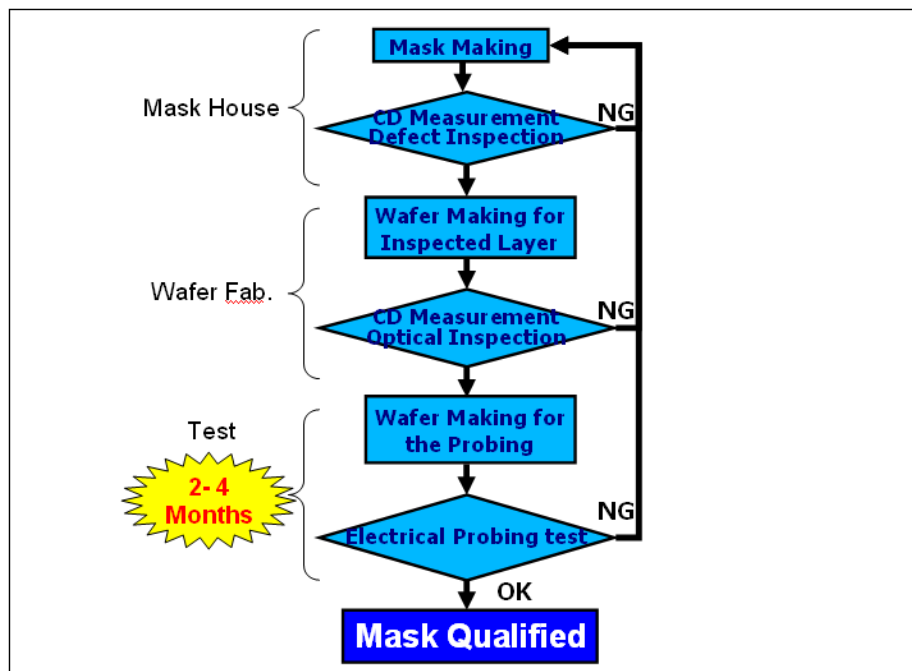 Mask Making
Mask House
CD Measurement
Defect Inspection
NG
Wafer Making for
Inspected Layer
Wafer Fab.
CD Measurement
Optical Inspection
NG
Wafer Making for
the Probing
Test
2- 4
Months
Electrical Probing test
NG
OK
Mask Qualified